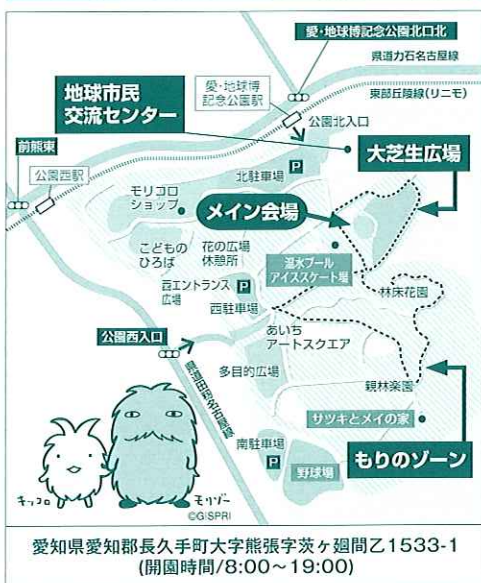 愛・地球博記念公園北口北
県道力石名古屋線
東部丘陵線(リニモ)
愛・地球博
記念公園駅
地球市民
交流センター
公園北入口
大芝生広場
前熊東
公園西駅
北駐車場
P
モリコロ
ショップ
メイン会場
こどもの
ひろば
花の広場
休憩所
温水プール
アイススケート場
林床花園
西エントランス
広場
P
西駐車場
公園西入口
あいち
アートスクエア
県道田籾名古屋線
多目的広場
親林楽園
サツキとメイの家
南駐車場
P
野球場
もりのゾーン
キッコロ
モリゾー
©GISPRI
愛知県愛知郡長久手町大字熊張字茨ヶ廻間乙1533-1
(開園時間/8:00〜19:00)